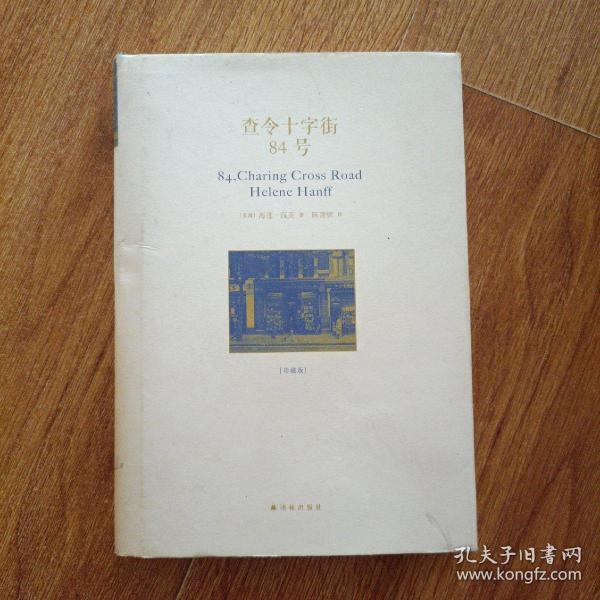 查令十字街
84 号
84,Charing Cross Road
Helene Hanff
[美国] 海莲·汉芙 著 陈建铭 译
[珍藏版]
译林出版社
孔夫子旧书网
www.kongfz.com